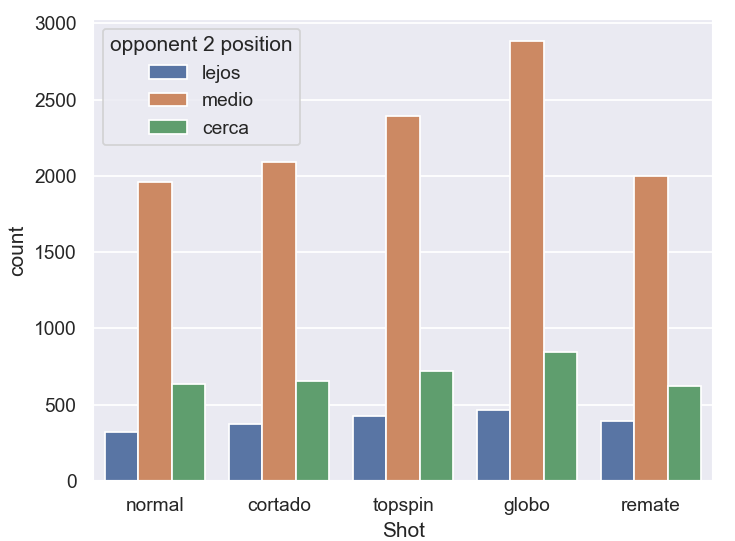 opponent 2 position
lejos
medio
cerca
3000
2500
2000
1500
1000
500
0
count
normal cortado topspin globo remate
Shot